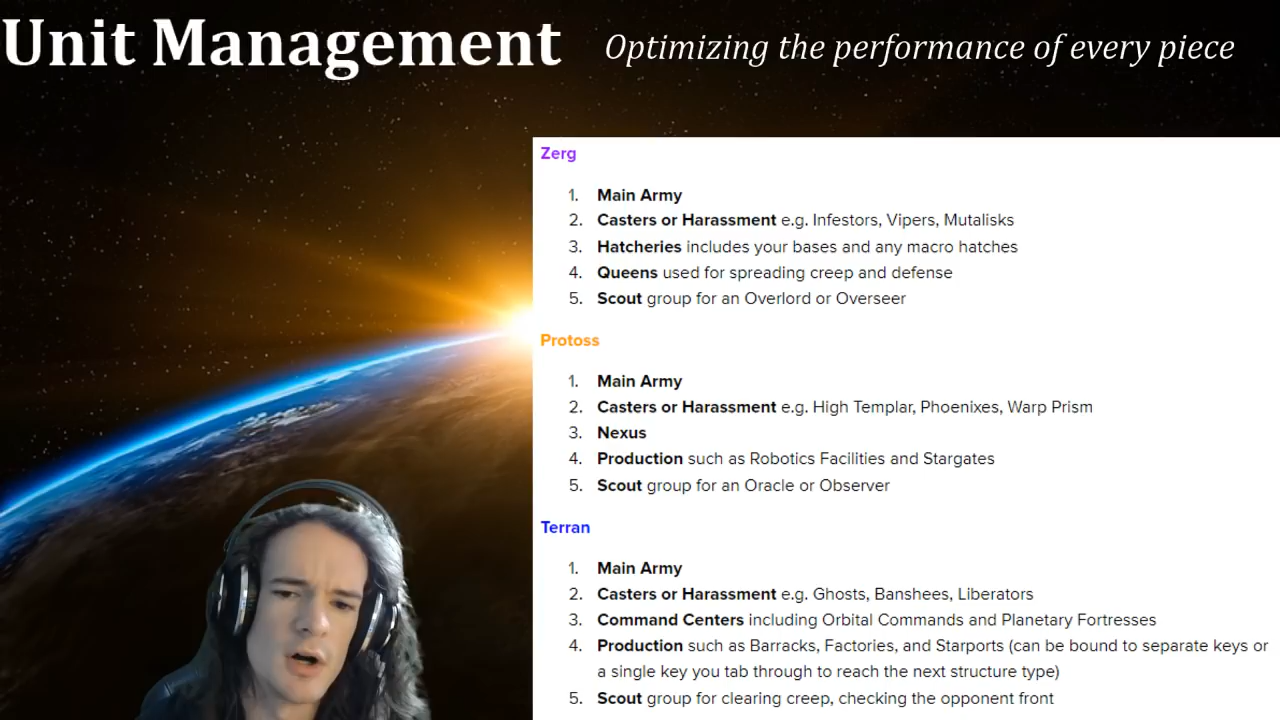 Unit Management
Optimizing the performance of every piece
Zerg
1. Main Army
2. Casters or Harassment e.g. Infestors, Vipers, Mutalisks
3. Hatcheries includes your bases and any macro hatches
4. Queens used for spreading creep and defense
5. Scout group for an Overlord or Overseer
Protoss
1. Main Army
2. Casters or Harassment e.g. High Templar, Phoenixes, Warp Prism
3. Nexus
4. Production such as Robotics Facilities and Stargates
5. Scout group for an Oracle or Observer
Terran
1. Main Army
2. Casters or Harassment e.g. Ghosts, Banshees, Liberators
3. Command Centers including Orbital Commands and Planetary Fortresses
4. Production such as Barracks, Factories, and Starports (can be bound to separate keys or
a single key you tab through to reach the next structure type)
5. Scout group for clearing creep, checking the opponent front